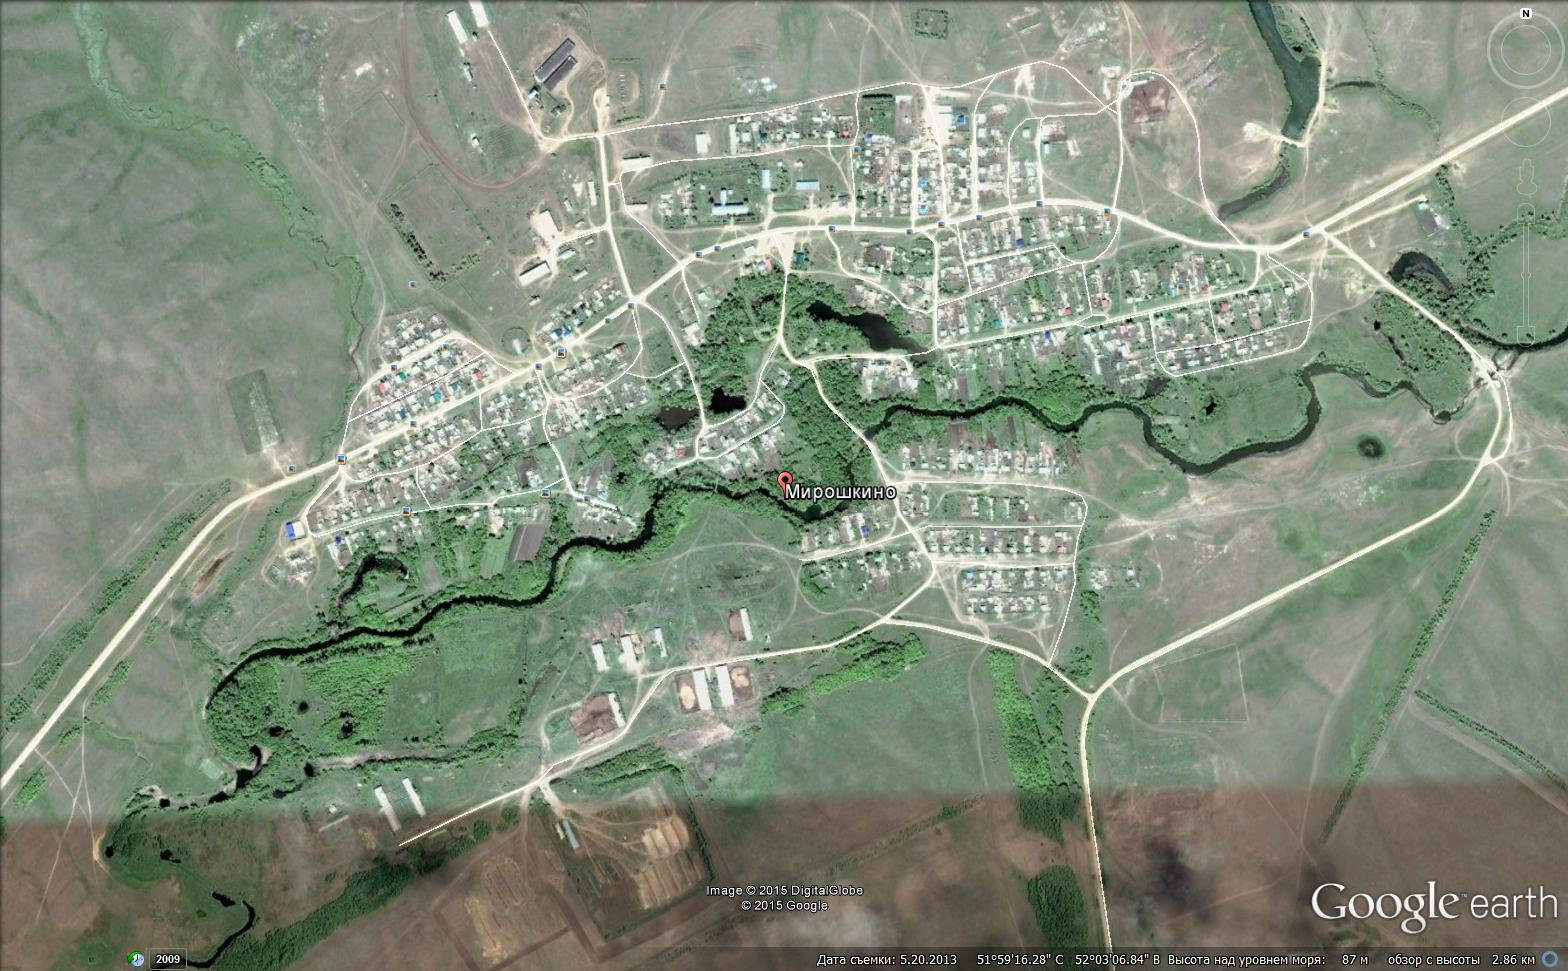 N
Мирошкино
Image © 2015 DigitalGlobe
© 2015 Google
Google earth
2009
Дата съемки: 5.20.2013 51°59'16.28" С 52°03'06.84" В Высота над уровнем моря: 87 м обзор с высоты 2.86 км